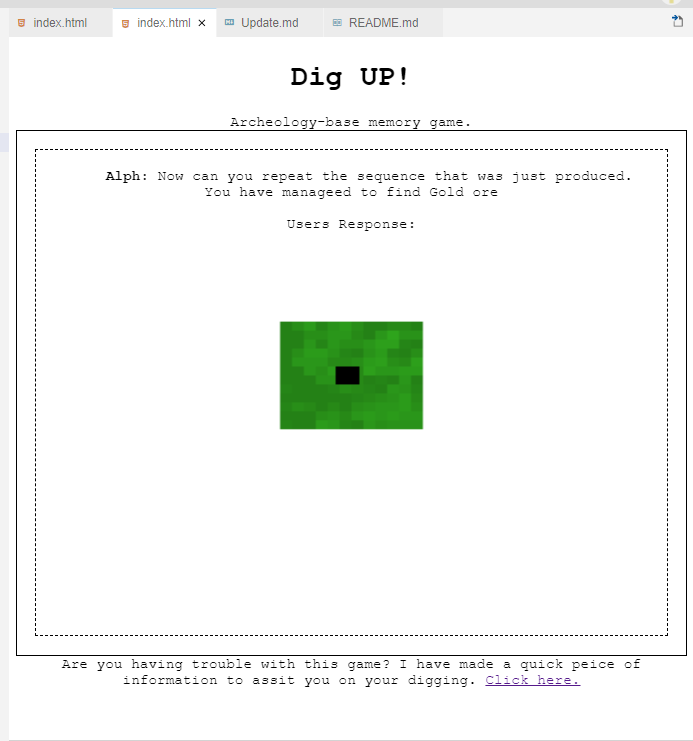 index.html index.html × Update.md README.md
Dig UP!
Archeology-base memory game.
Alph: Now can you repeat the sequence that was just produced.
You have manageed to find Gold ore
Users Response:
Are you having trouble with this game? I have made a quick peice of
information to assit you on your digging. Click here.